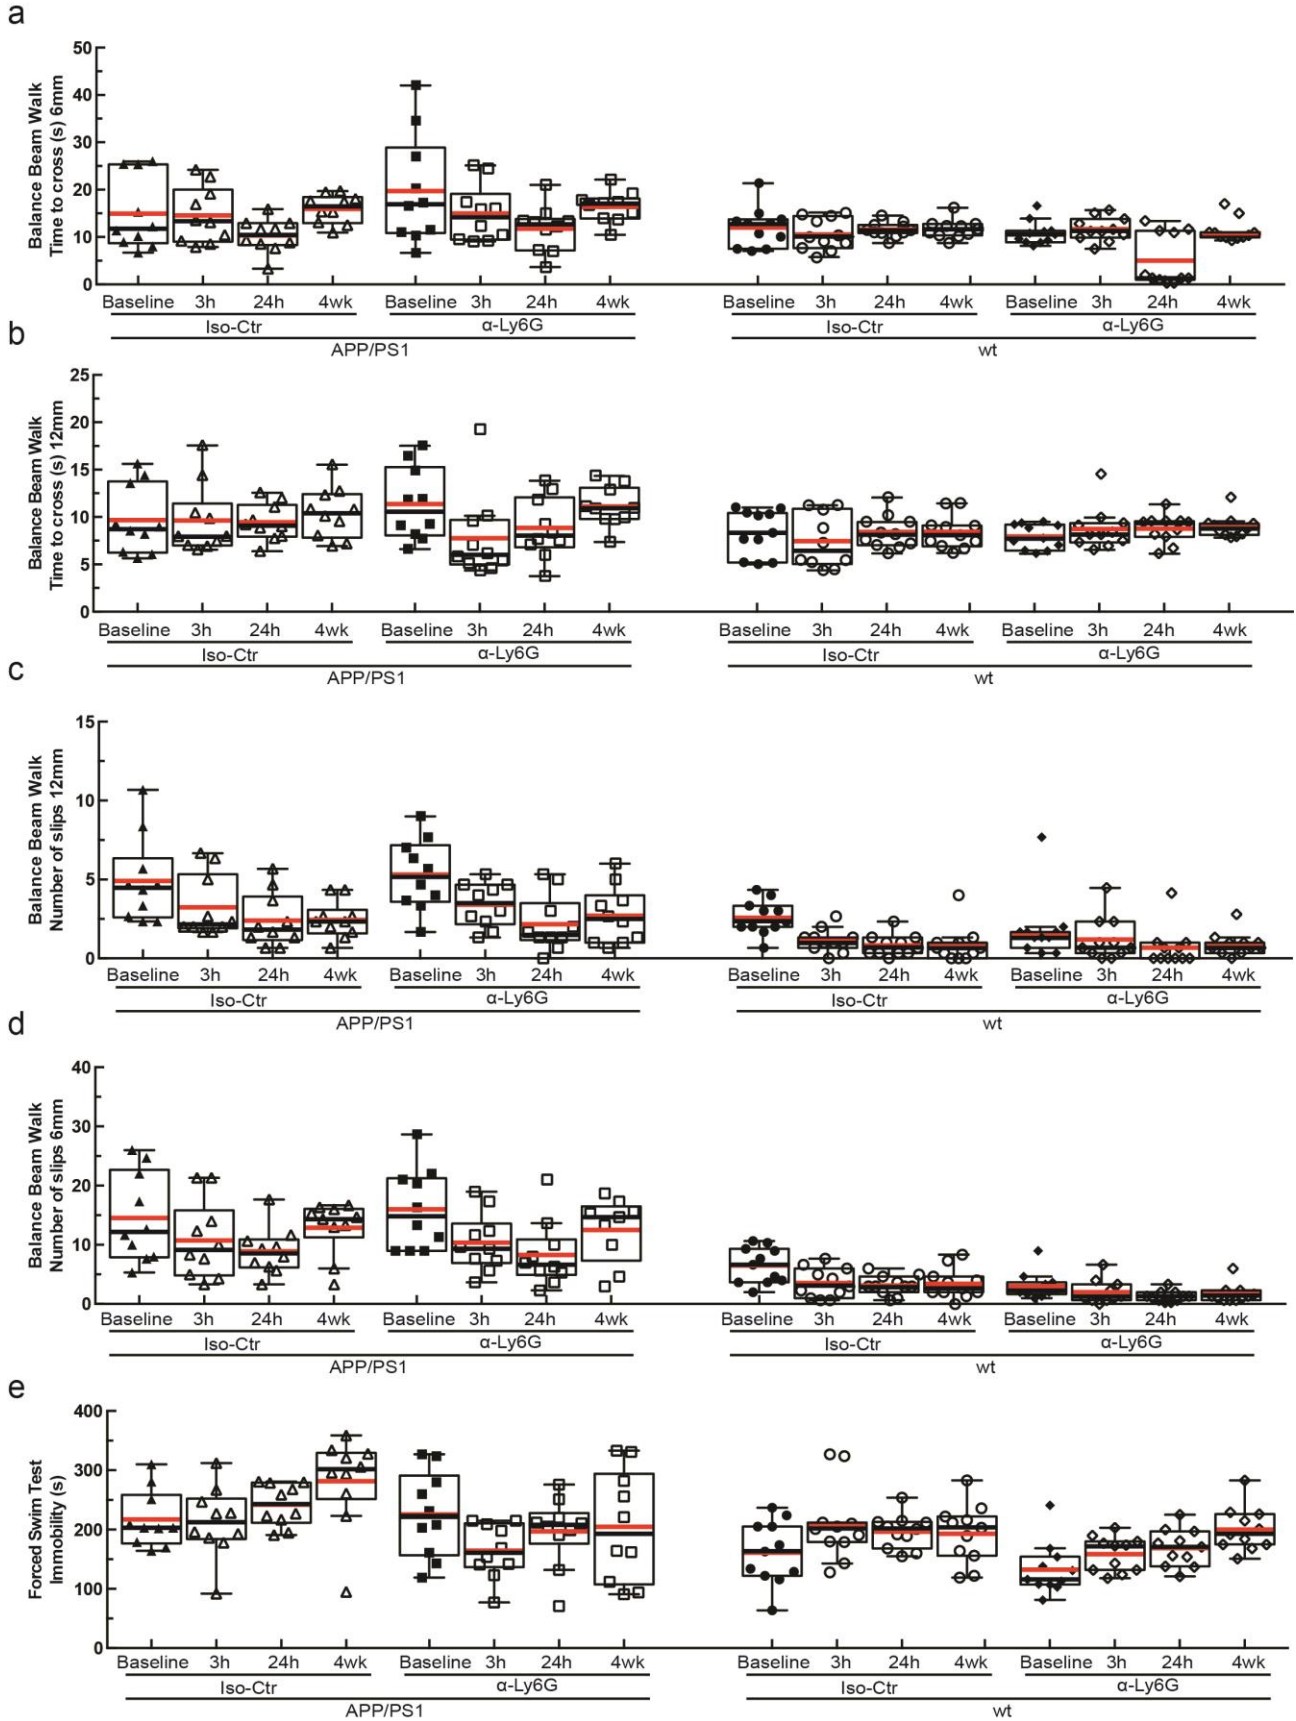 a
Balance Beam Walk
Time to cross (s) 6mm
50
40
30
20
10
0
Baseline 3h 24h 4wk Baseline 3h 24h 4wk Baseline 3h 24h 4wk Baseline 3h 24h 4wk
Iso-Ctr α-Ly6G Iso-Ctr α-Ly6G
APP/PS1 wt
b
Balance Beam Walk
Time to cross (s) 12mm
25
20
15
10
5
0
Baseline 3h 24h 4wk Baseline 3h 24h 4wk Baseline 3h 24h 4wk Baseline 3h 24h 4wk
Iso-Ctr α-Ly6G Iso-Ctr α-Ly6G
APP/PS1 wt
c
Balance Beam Walk
Number of slips 12mm
15
10
5
0
Baseline 3h 24h 4wk Baseline 3h 24h 4wk Baseline 3h 24h 4wk Baseline 3h 24h 4wk
Iso-Ctr α-Ly6G Iso-Ctr α-Ly6G
APP/PS1 wt
d
Balance Beam Walk
Number of slips 6mm
40
30
20
10
0
Baseline 3h 24h 4wk Baseline 3h 24h 4wk Baseline 3h 24h 4wk Baseline 3h 24h 4wk
Iso-Ctr α-Ly6G Iso-Ctr α-Ly6G
APP/PS1 wt
e
Forced Swim Test
Immobility (s)
400
300
200
100
0
Baseline 3h 24h 4wk Baseline 3h 24h 4wk Baseline 3h 24h 4wk Baseline 3h 24h 4wk
Iso-Ctr α-Ly6G Iso-Ctr α-Ly6G
APP/PS1 wt